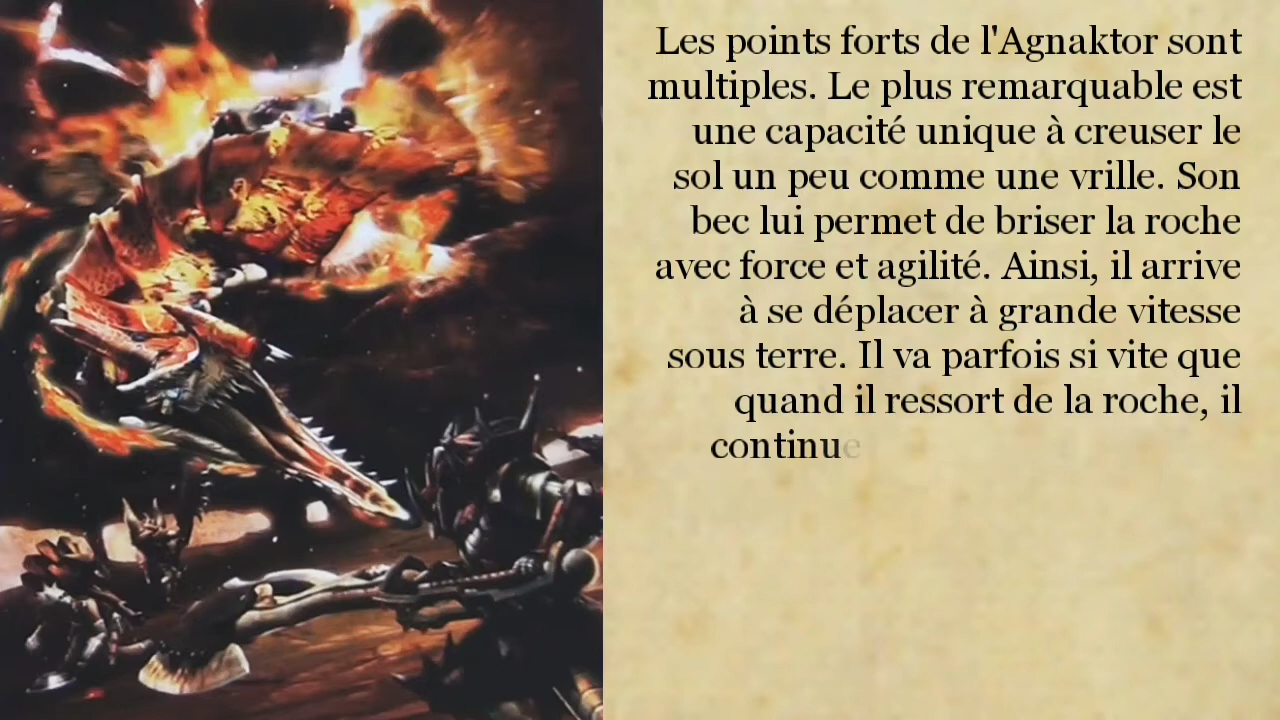 Les points forts de l'Agnaktor sont
multiples. Le plus remarquable est
une capacité unique à creuser le
sol un peu comme une vrille. Son
bec lui permet de briser la roche
avec force et agilité. Ainsi, il arrive
à se déplacer à grande vitesse
sous terre. Il va parfois si vite que
quand il ressort de la roche, il
continue